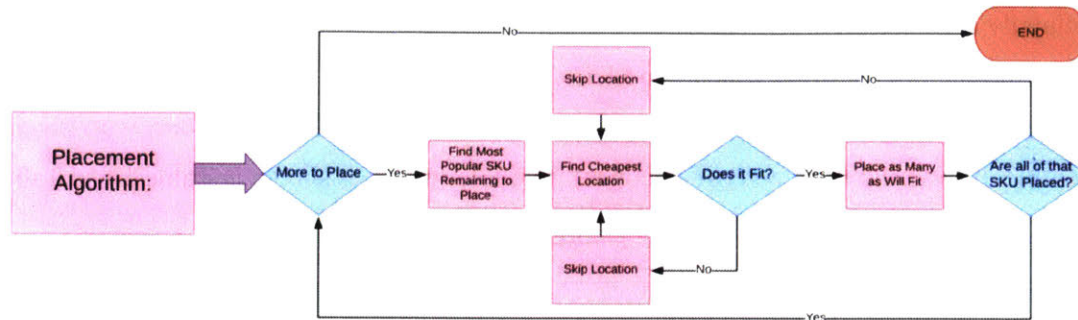 No
END
Skip Location
No
Placement
Algorithm:
More to Place
Yes
Find Most
Popular SKU
Remaining to
Place
Find Cheapest
Location
Does it Fit?
Yes
Place as Many
as Will Fit
Are all of that
SKU Placed?
Skip Location
No
Yes